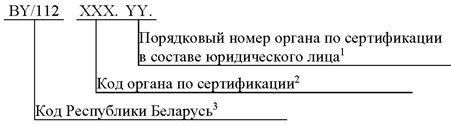 BY/112 XXX. YY.
Порядковый номер органа по сертификации
в составе юридического лица¹
Код органа по сертификации²
Код Республики Беларусь³